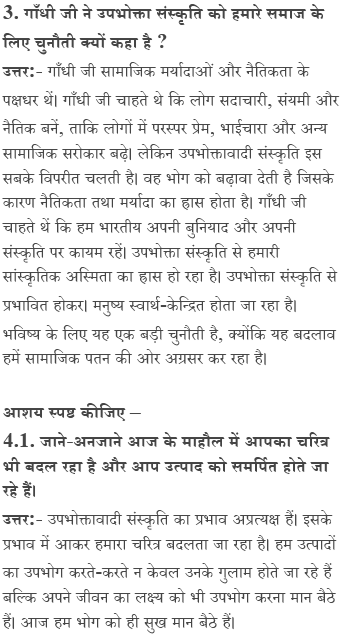 3. गाँधी जी ने उपभोक्ता संस्कृति को हमारे समाज के
लिए चुनौती क्यों कहा है ?
उत्तर:- गाँधी जी सामाजिक मर्यादाओं और नैतिकता के
पक्षधर थें। गाँधी जी चाहते थे कि लोग सदाचारी, संयमी और
नैतिक बनें, ताकि लोगों में परस्पर प्रेम, भाईचारा और अन्य
सामाजिक सरोकार बढ़े। लेकिन उपभोक्तावादी संस्कृति इस
सबके विपरीत चलती है। वह भोग को बढ़ावा देती है जिसके
कारण नैतिकता तथा मर्यादा का ह्रास होता है। गाँधी जी
चाहते थें कि हम भारतीय अपनी बुनियाद और अपनी
संस्कृति पर कायम रहें। उपभोक्ता संस्कृति से हमारी
सांस्कृतिक अस्मिता का ह्रास हो रहा है। उपभोक्ता संस्कृति से
प्रभावित होकर। मनुष्य स्वार्थ-केन्द्रित होता जा रहा है।
भविष्य के लिए यह एक बड़ी चुनौती है, क्योंकि यह बदलाव
हमें सामाजिक पतन की ओर अग्रसर कर रहा है।
आशय स्पष्ट कीजिए –
4.1. जाने-अनजाने आज के माहौल में आपका चरित्र
भी बदल रहा है और आप उत्पाद को समर्पित होते जा
रहे हैं।
उत्तर:- उपभोक्तावादी संस्कृति का प्रभाव अप्रत्यक्ष हैं। इसके
प्रभाव में आकर हमारा चरित्र बदलता जा रहा है। हम उत्पादों
का उपभोग करते-करते न केवल उनके गुलाम होते जा रहे हैं
बल्कि अपने जीवन का लक्ष्य को भी उपभोग करना मान बैठे
हैं। आज हम भोग को ही सुख मान बैठे हैं।